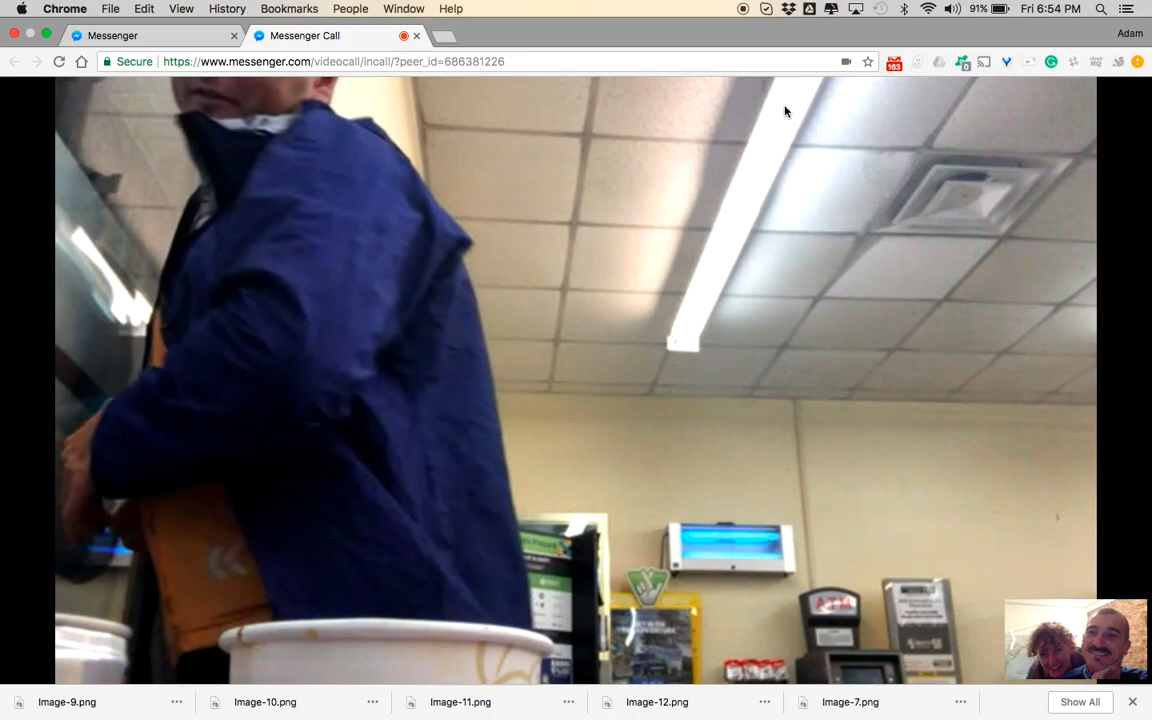 Chrome File Edit View History Bookmarks People Window Help 91% Fri 6:54 PM
Messenger Messenger Call Adam
Secure https://www.messenger.com/videocall/incall/?peer_id=686381226 163
ATM
Image-9.png Image-10.png Image-11.png Image-12.png Image-7.png Show All